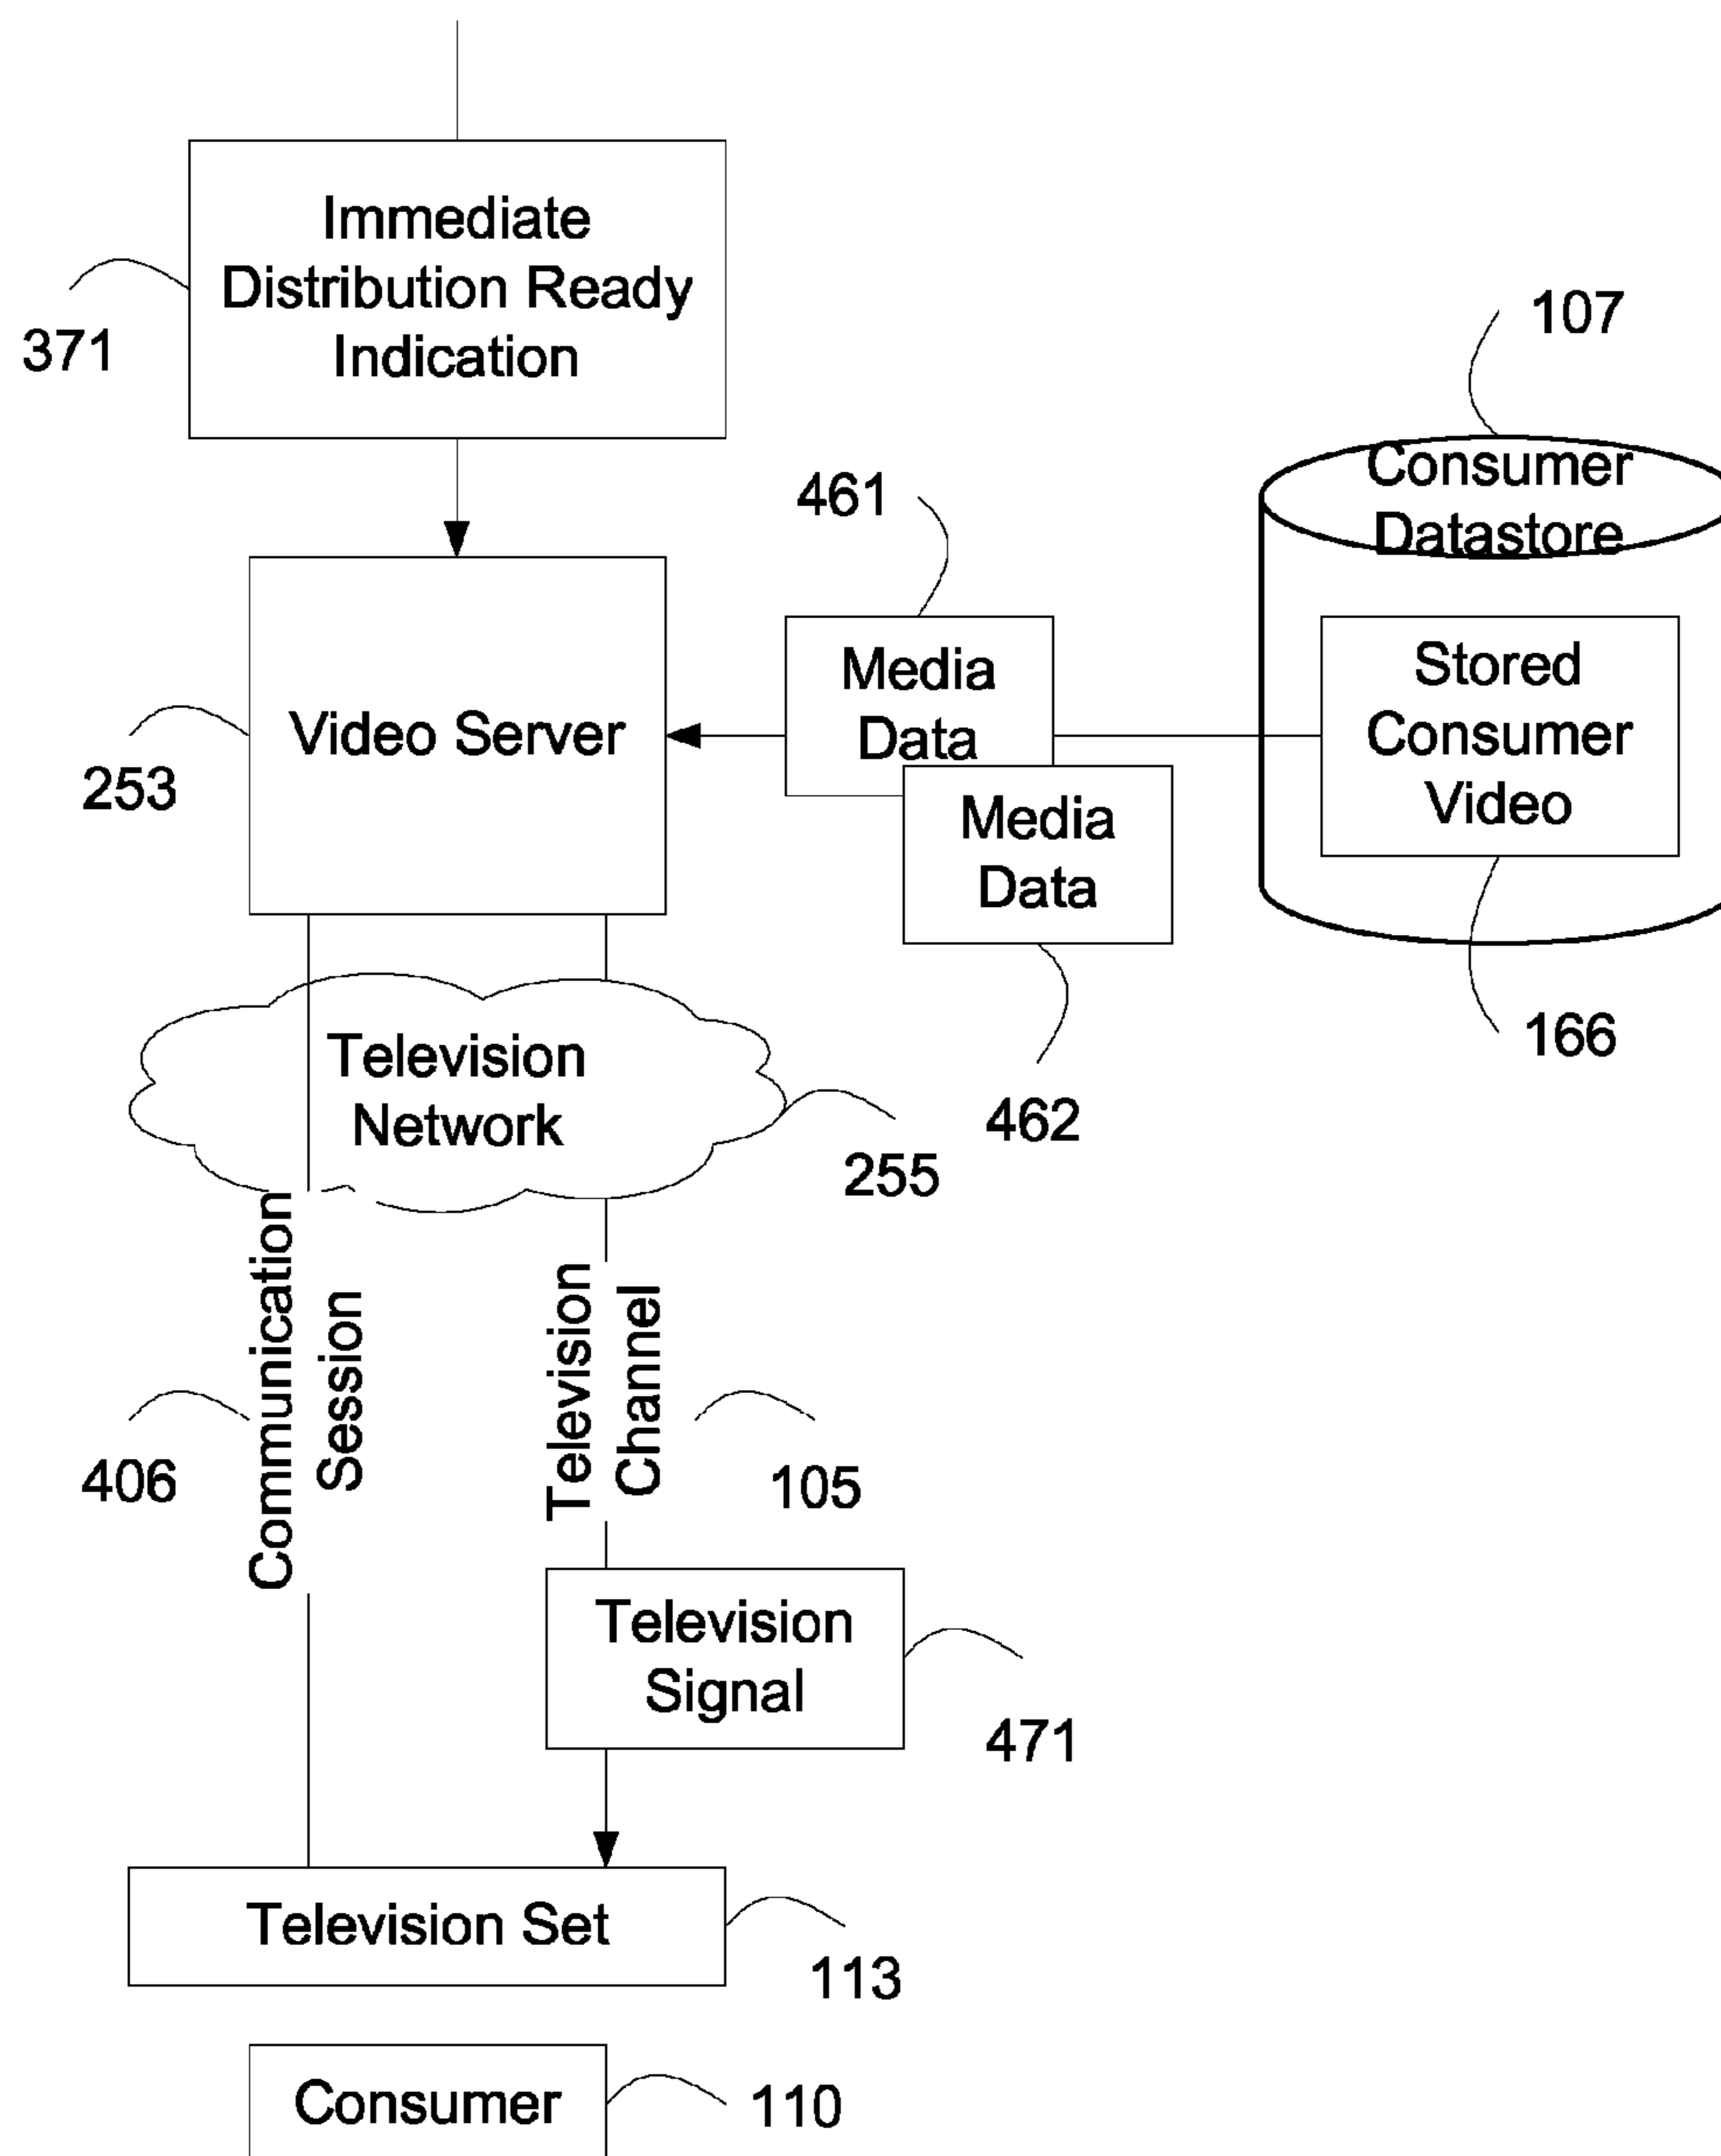 Immediate
Distribution Ready
Indication
371
107
Consumer
Datastore
461
Media
Data
Stored
Consumer
Video
Video Server
253
Media
Data
166
462
Television
Network
255
Communication
Session
Television
Channel
406
105
Television
Signal
471
Television Set
113
Consumer
110